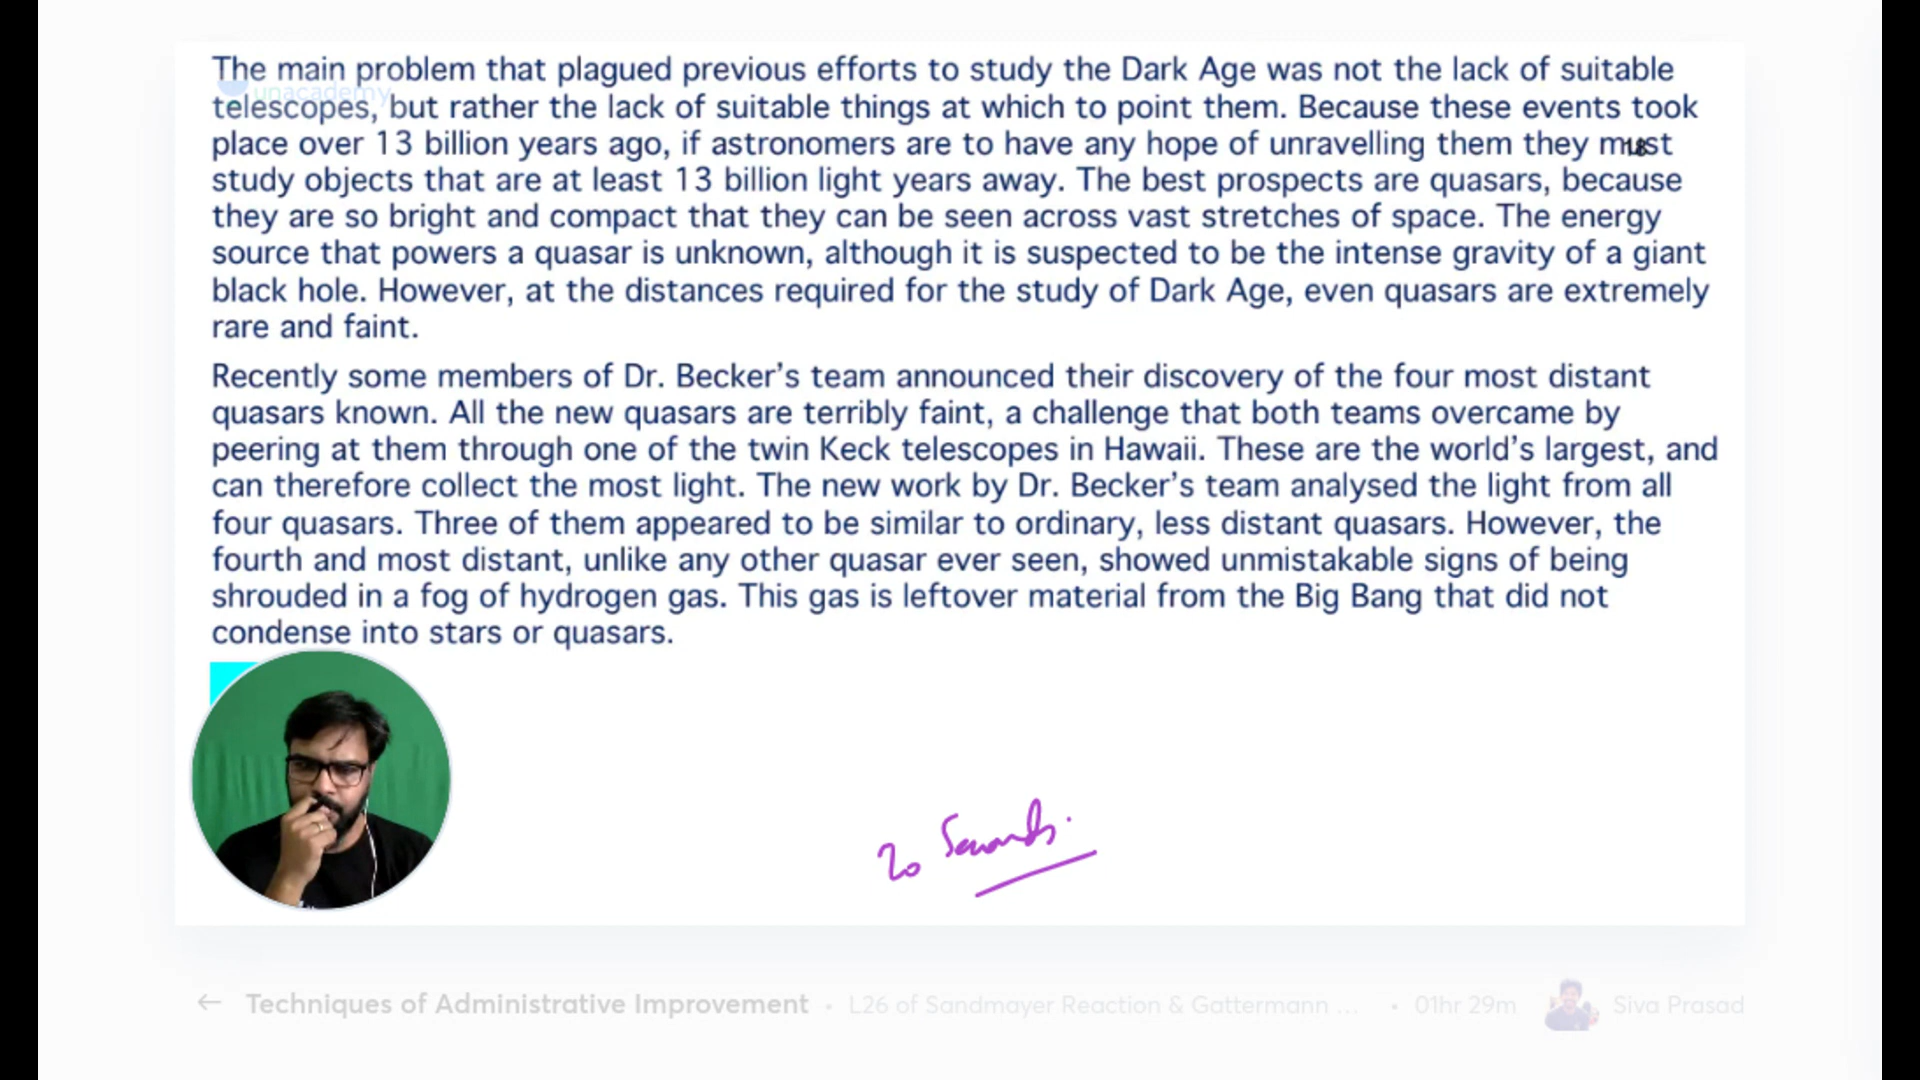 The main problem that plagued previous efforts to study the Dark Age was not the lack of suitable
unacademy
telescopes, but rather the lack of suitable things at which to point them. Because these events took
place over 13 billion years ago, if astronomers are to have any hope of unravelling them they must
18
study objects that are at least 13 billion light years away. The best prospects are quasars, because
they are so bright and compact that they can be seen across vast stretches of space. The energy
source that powers a quasar is unknown, although it is suspected to be the intense gravity of a giant
black hole. However, at the distances required for the study of Dark Age, even quasars are extremely
rare and faint.
Recently some members of Dr. Becker’s team announced their discovery of the four most distant
quasars known. All the new quasars are terribly faint, a challenge that both teams overcame by
peering at them through one of the twin Keck telescopes in Hawaii. These are the world’s largest, and
can therefore collect the most light. The new work by Dr. Becker’s team analysed the light from all
four quasars. Three of them appeared to be similar to ordinary, less distant quasars. However, the
fourth and most distant, unlike any other quasar ever seen, showed unmistakable signs of being
shrouded in a fog of hydrogen gas. This gas is leftover material from the Big Bang that did not
condense into stars or quasars.
20 Seconds.
← Techniques of Administrative Improvement • L26 of Sandmayer Reaction & Gattermann ... • 01hr 29m Siva Prasad